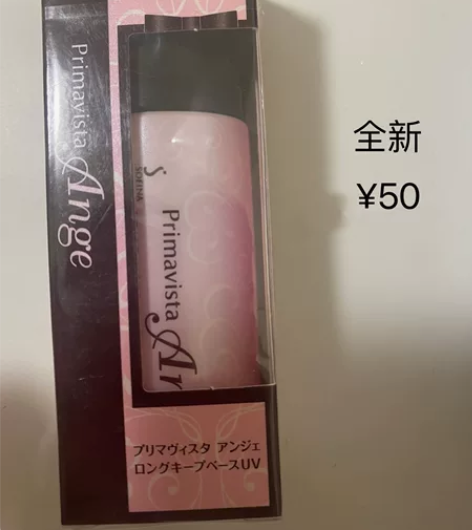 Primavista
Ange
SOFINA
Primavista
Ar
プリマヴィスタ アンジェ
ロングキープベースUV
全新
¥50